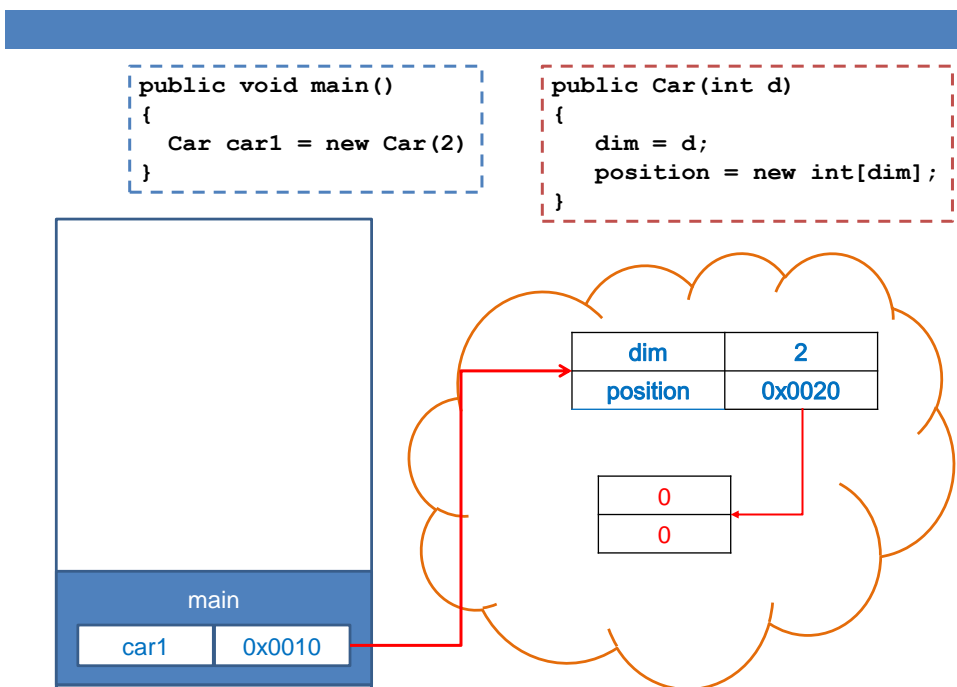 public void main()
{
Car car1 = new Car(2)
}
public Car(int d)
{
dim = d;
position = new int[dim];
}
dim 2
position 0x0020
0
0
main
car1 0x0010